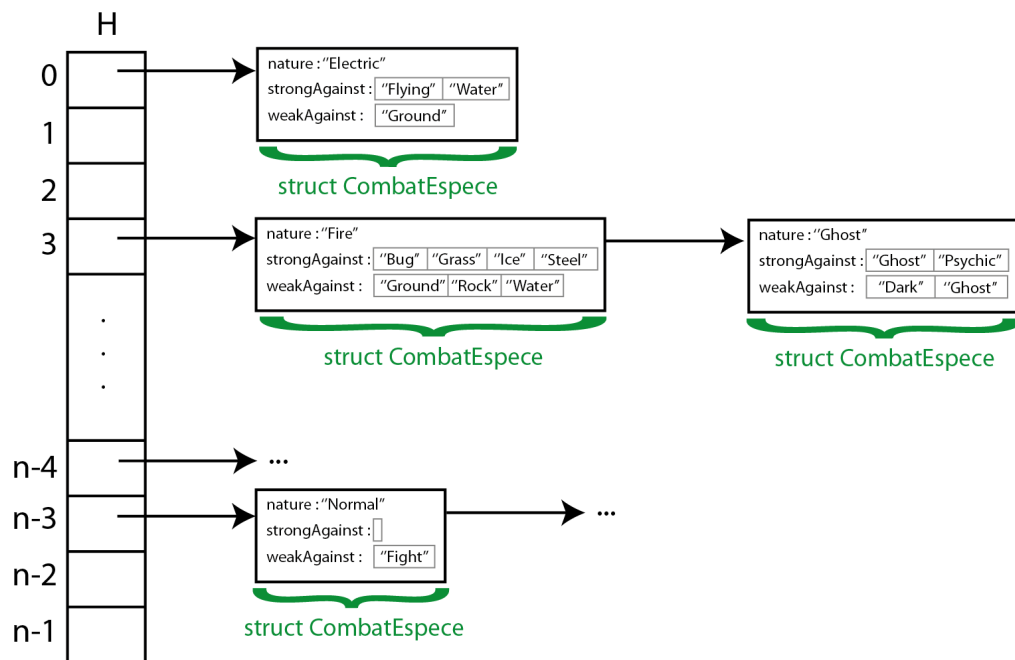 H
0
nature :"Electric"
strongAgainst : "Flying" "Water"
weakAgainst : "Ground"
struct CombatEspece
1
2
3
nature :"Fire"
strongAgainst : "Bug" "Grass" "Ice" "Steel"
weakAgainst : "Ground" "Rock" "Water"
struct CombatEspece
nature :"Ghost"
strongAgainst : "Ghost" "Psychic"
weakAgainst : "Dark" "Ghost"
struct CombatEspece
.
.
.
n-4
...
n-3
nature :"Normal"
strongAgainst :
weakAgainst : "Fight"
struct CombatEspece
...
n-2
n-1